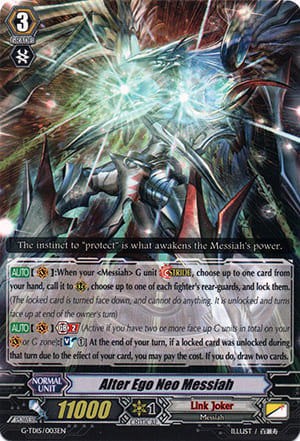 3
GRADE
The instinct to "protect" is what awakens the Messiah's power.
AUTO :When your <Messiah> G unit STRIDE, choose up to one card from
your hand, call it to , choose up to one of each fighter's rear-guards, and lock them.
(The locked card is turned face down, and cannot do anything. It is unlocked and turns
face up at end of the owner's turn)
AUTO GB 2 (Active if you have two or more face up G units in total on your
or G zone): At the end of your turn, if a locked card was unlocked during
that turn due to the effect of your card, you may pay the cost. If you do, draw two cards.
NORMAL
UNIT
Alter Ego Neo Messiah
POWER
11000
1
Link Joker
Messiah
G-TD15/003EN
ILLUST / 百瀬寿